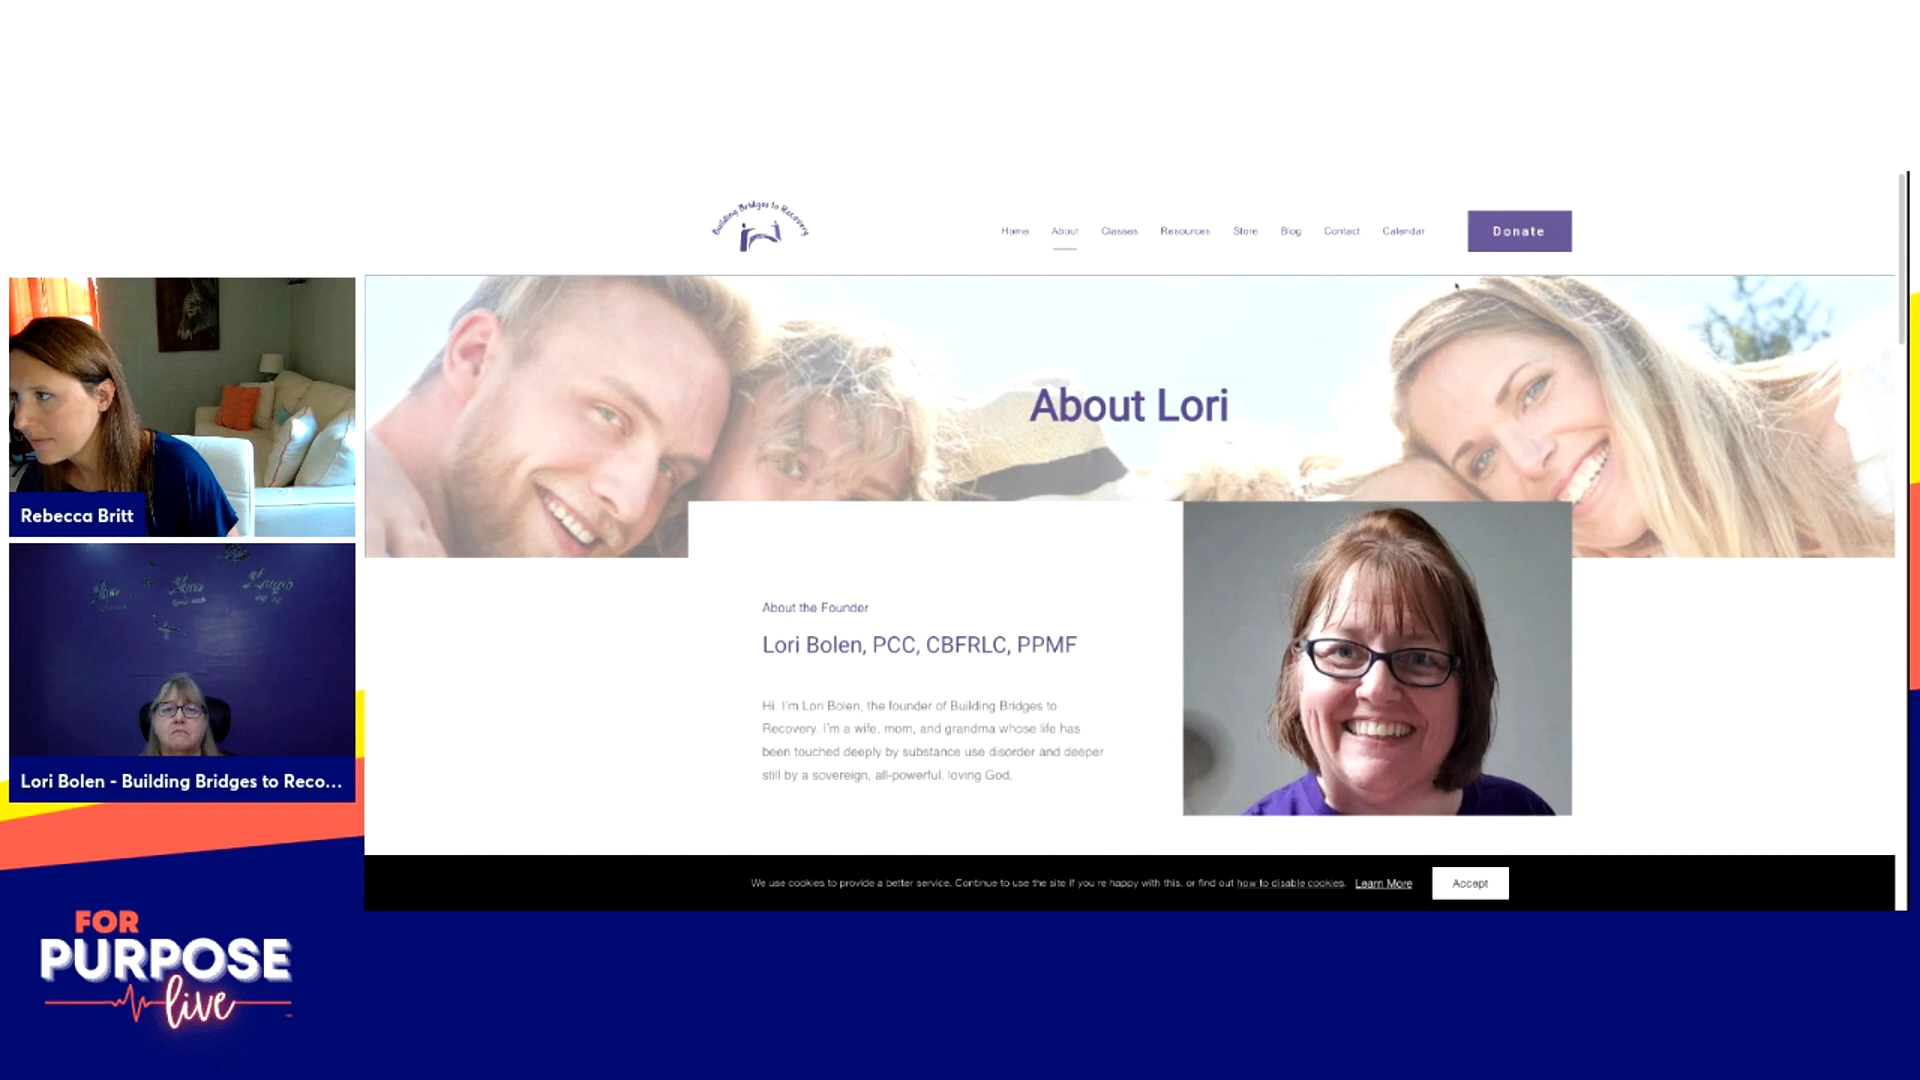 Building Bridges to Recovery
Home About Classes Resources Store Blog Contact Calendar Donate
About Lori
Rebecca Britt
Live Love Laugh
Lori Bolen - Building Bridges to Reco...
About the Founder
Lori Bolen, PCC, CBFRLC, PPMF
Hi. I'm Lori Bolen, the founder of Building Bridges to
Recovery. I'm a wife, mom, and grandma whose life has
been touched deeply by substance use disorder and deeper
still by a sovereign, all-powerful, loving God.
We use cookies to provide a better service. Continue to use the site If you're happy with this, or find out how to disable cookies. Learn More Accept
FOR
PURPOSE
live